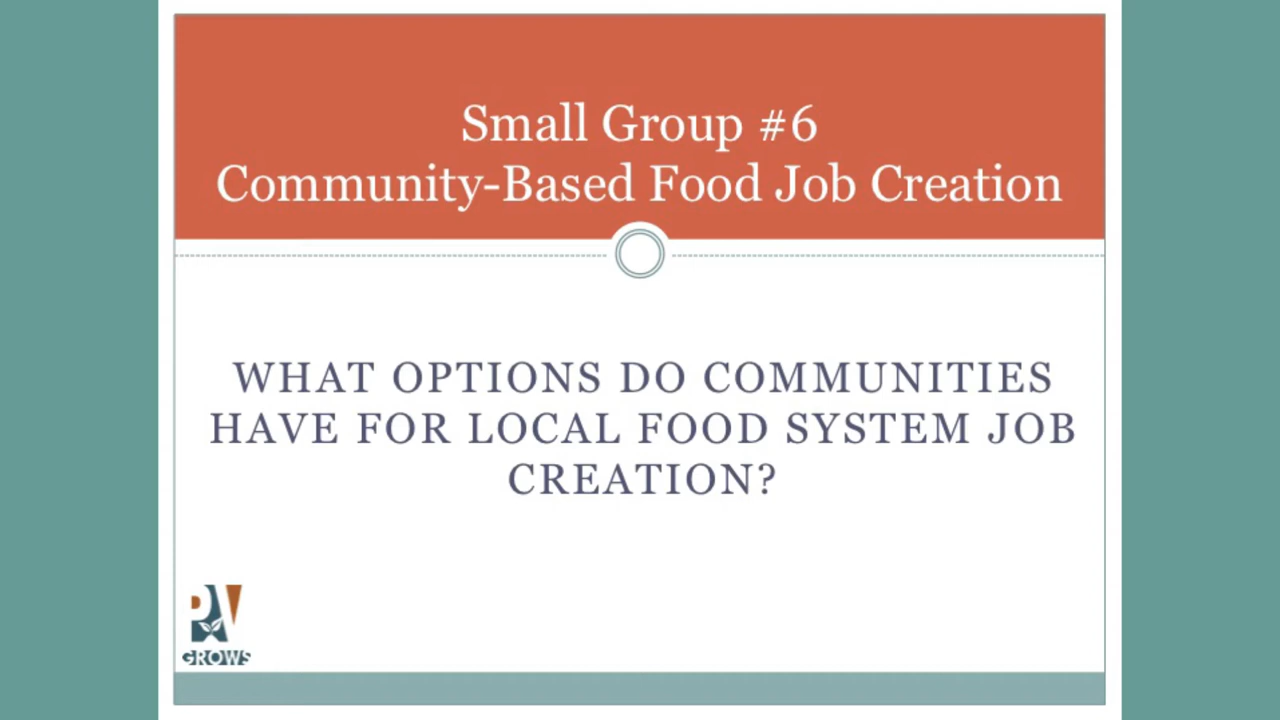 Small Group #6
Community-Based Food Job Creation
WHAT OPTIONS DO COMMUNITIES
HAVE FOR LOCAL FOOD SYSTEM JOB
CREATION?
RV
GROWS